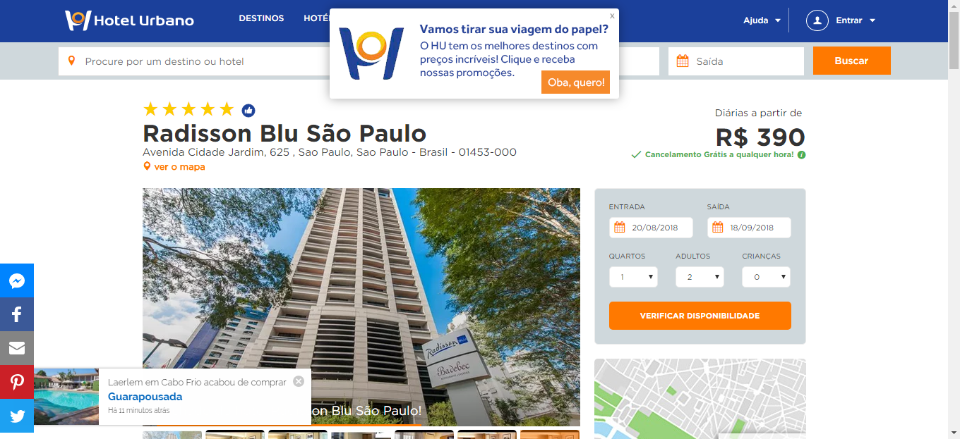 Hotel Urbano
DESTINOS
Ajuda
Entrar
Vamos tirar sua viagem do papel?
O HU tem os melhores destinos com
preços incríveis! Clique e receba
nossas promoções.
Oba, quero!
x
Procure por um destino ou hotel
Saída
Buscar
Radisson Blu São Paulo
Avenida Cidade Jardim, 625 , Sao Paulo, Sao Paulo - Brasil - 01453-000
ver o mapa
Diárias a partir de
R$ 390
Cancelamento Grátis a qualquer hora!
ENTRADA
SAÍDA
20/08/2018
18/09/2018
QUARTOS
ADULTOS
CRIANÇAS
1
2
0
VERIFICAR DISPONIBILIDADE
Radisson
Badebec
Laerlem em Cabo Frio acabou de comprar
Guarapousada
Há 11 minutos atrás
Blu São Paulo!